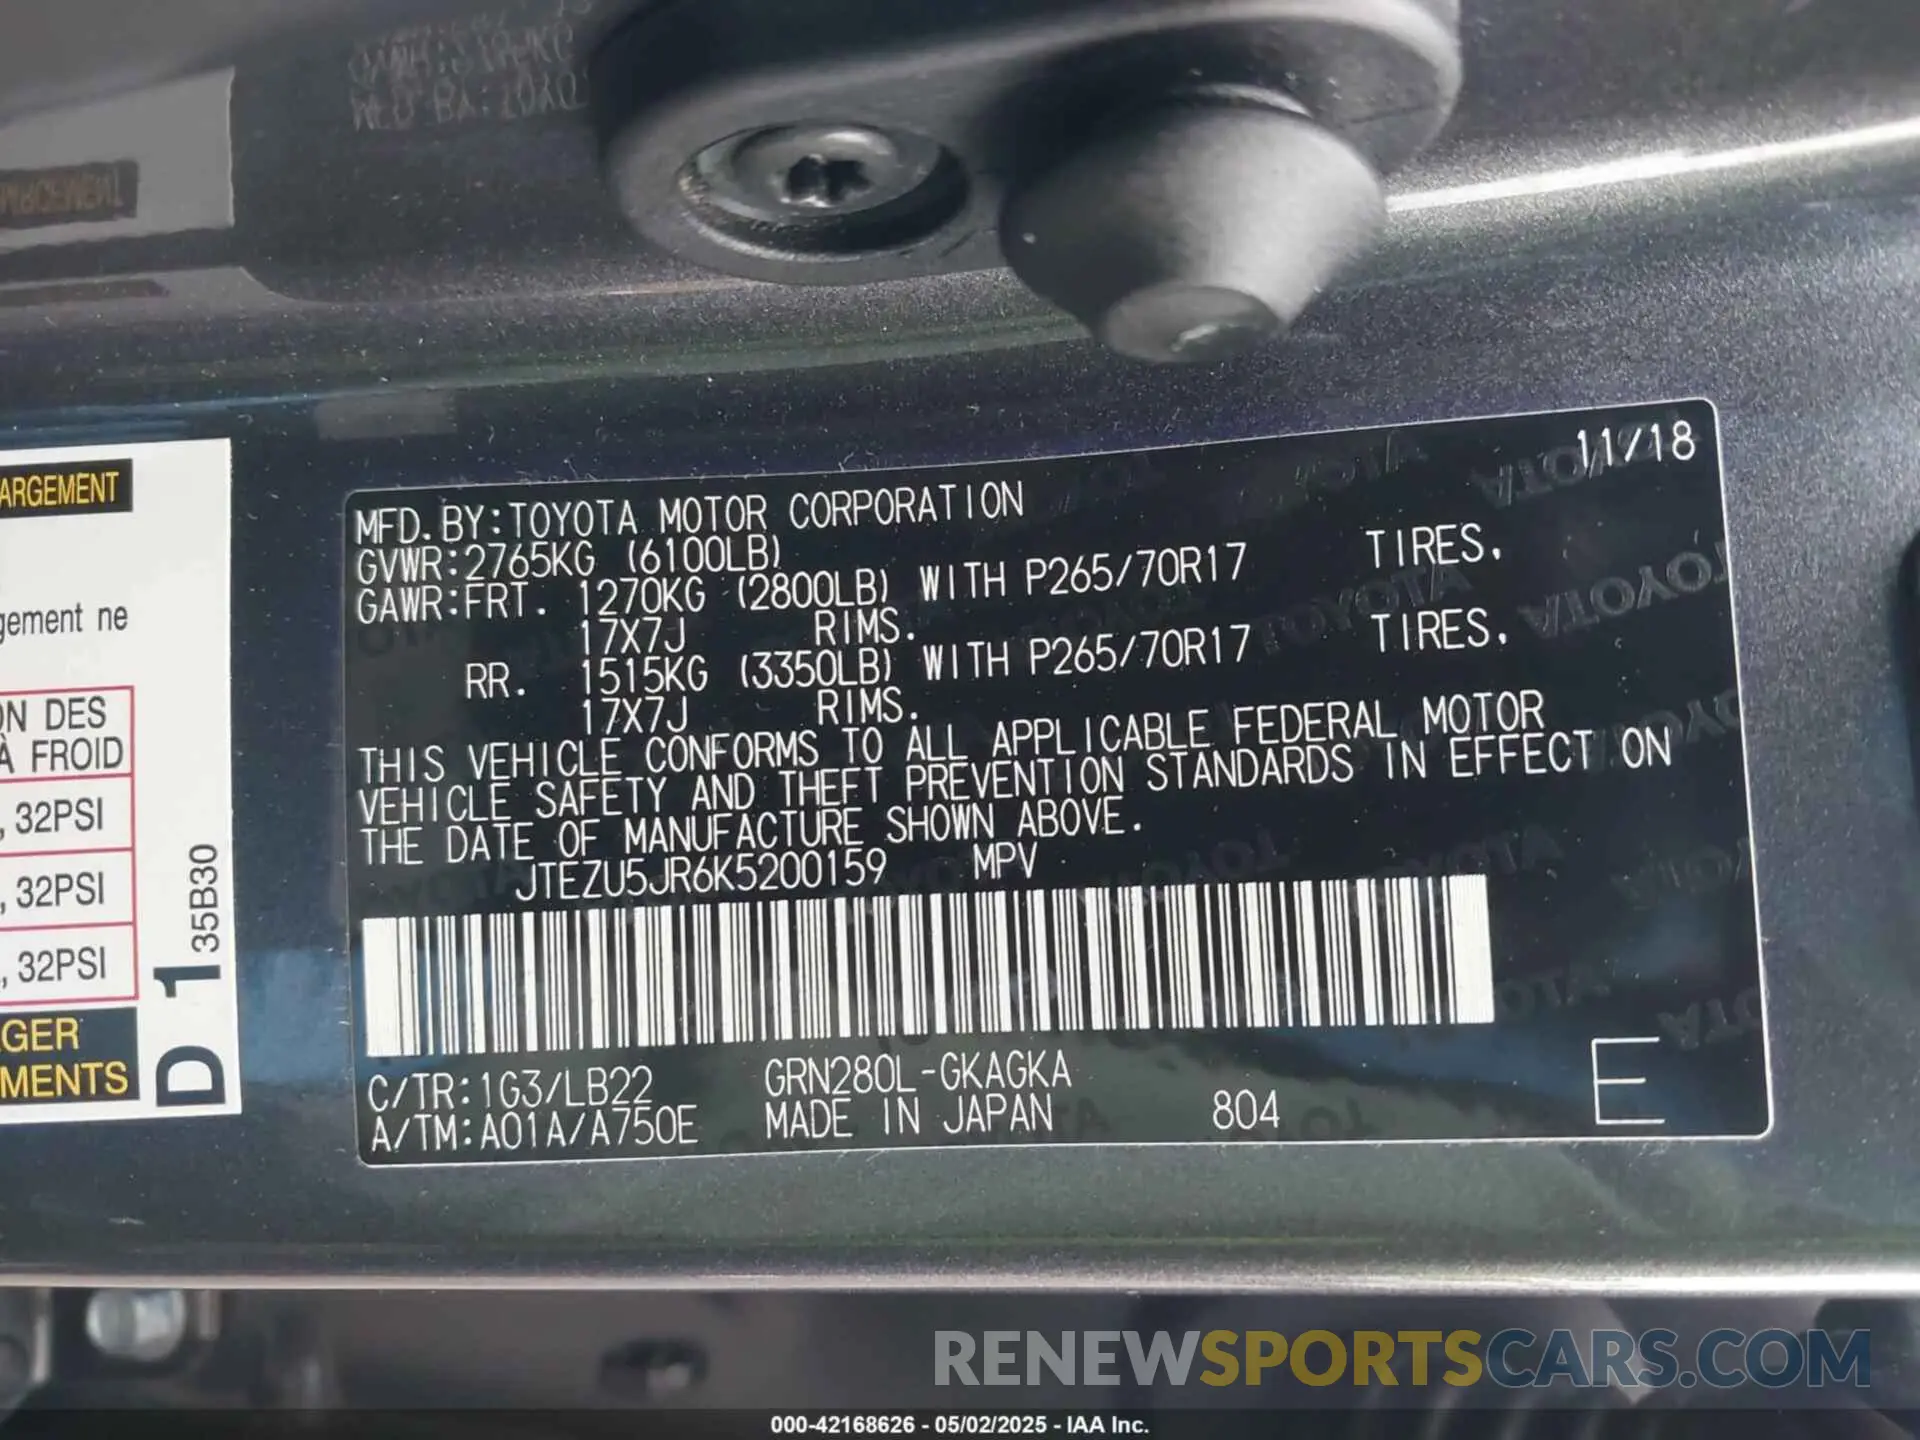 ARGEMENT
gement ne
ON DES
À FROID
, 32PSI
, 32PSI
, 32PSI
GER
MENTS
D 1 35B30
11/18
MFD. BY:TOYOTA MOTOR CORPORATION
GVWR:2765KG (6100LB)
GAWR:FRT. 1270KG (2800LB) WITH P265/70R17 TIRES,
17X7J RIMS.
RR. 1515KG (3350LB) WITH P265/70R17 TIRES,
17X7J RIMS.
THIS VEHICLE CONFORMS TO ALL APPLICABLE FEDERAL MOTOR
VEHICLE SAFETY AND THEFT PREVENTION STANDARDS IN EFFECT ON
THE DATE OF MANUFACTURE SHOWN ABOVE.
JTEZU5JR6K5200159 MPV
C/TR:1G3/LB22 GRN280L-GKAGKA
A/TM:A01A/A750E MADE IN JAPAN 804 E
RENEWSPORTSCARS.COM
000-42168626 - 05/02/2025 - IAA Inc.